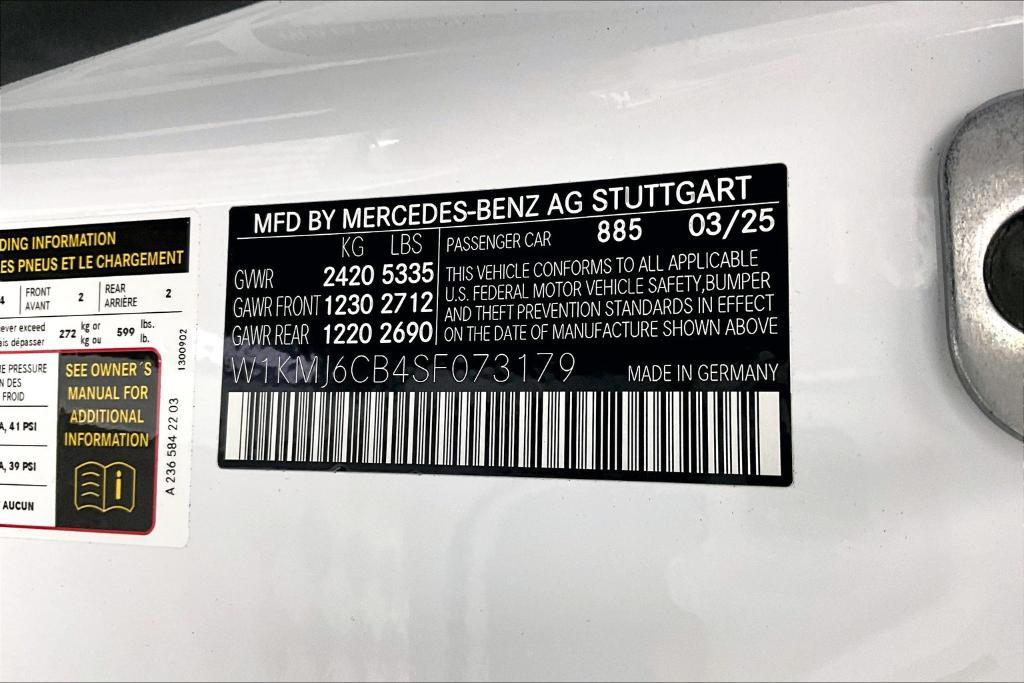 MFD BY MERCEDES-BENZ AG STUTTGART
KG LBS
GVWR 2420 5335
GAWR FRONT 1230 2712
GAWR REAR 1220 2690
PASSENGER CAR 885 03/25
THIS VEHICLE CONFORMS TO ALL APPLICABLE
U.S. FEDERAL MOTOR VEHICLE SAFETY, BUMPER
AND THEFT PREVENTION STANDARDS IN EFFECT
ON THE DATE OF MANUFACTURE SHOWN ABOVE
W1KMJ6CB4SF073179 MADE IN GERMANY
DING INFORMATION
ES PNEUS ET LE CHARGEMENT
4 FRONT 2 REAR 2
AVANT ARRIÈRE
ever exceed 272 kg or 599 lbs.
ais dépasser kg ou lb.
E PRESSURE
N DES
FROID
A, 41 PSI
A, 39 PSI
AUCUN
SEE OWNER´S
MANUAL FOR
ADDITIONAL
INFORMATION
i
1300902
A 236 584 22 03